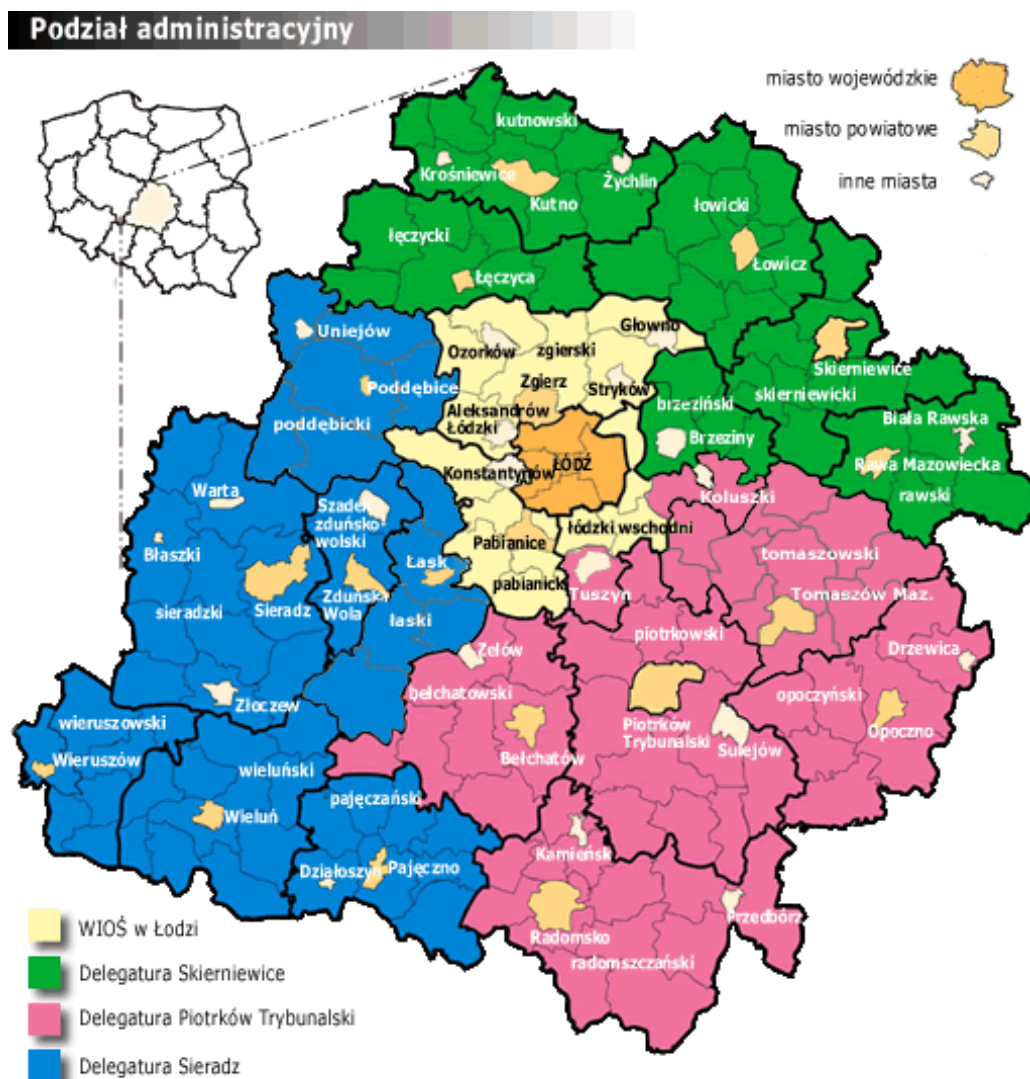 Podział administracyjny
miasto wojewódzkie
miasto powiatowe
inne miasta
kutnowski
Krośniewice
Żychlin
Kutno
łowicki
łęczycki
Łowicz
Łęczyca
Uniejów
Głowno
Ozorków
zgierski
Skierniewice
Zgierz
Stryków
Poddębice
skierniewicki
brzeziński
Aleksandrów
Łódzki
Biała Rawska
poddębicki
Brzeziny
ŁÓDŹ
Rawa Mazowiecka
Konstantynów
Koluszki
rawski
Warta
Szadek
zduńsko-
wolski
łódzki wschodni
Pabianice
Błaszki
tomaszowski
Łask
pabianicki
Sieradz
Zduńska
Wola
Tuszyn
Tomaszów Maz.
sieradzki
łaski
piotrkowski
Zelów
Drzewica
bełchatowski
opoczyński
Złoczew
wieruszowski
Piotrków
Trybunalski
Opoczno
Sulejów
Bełchatów
Wieruszów
wieluński
pajęczański
Wieluń
Kamieńsk
Działoszyn
Pajęczno
Przedbórz
Radomsko
radomszczański
WIOŚ w Łodzi
Delegatura Skierniewice
Delegatura Piotrków Trybunalski
Delegatura Sieradz